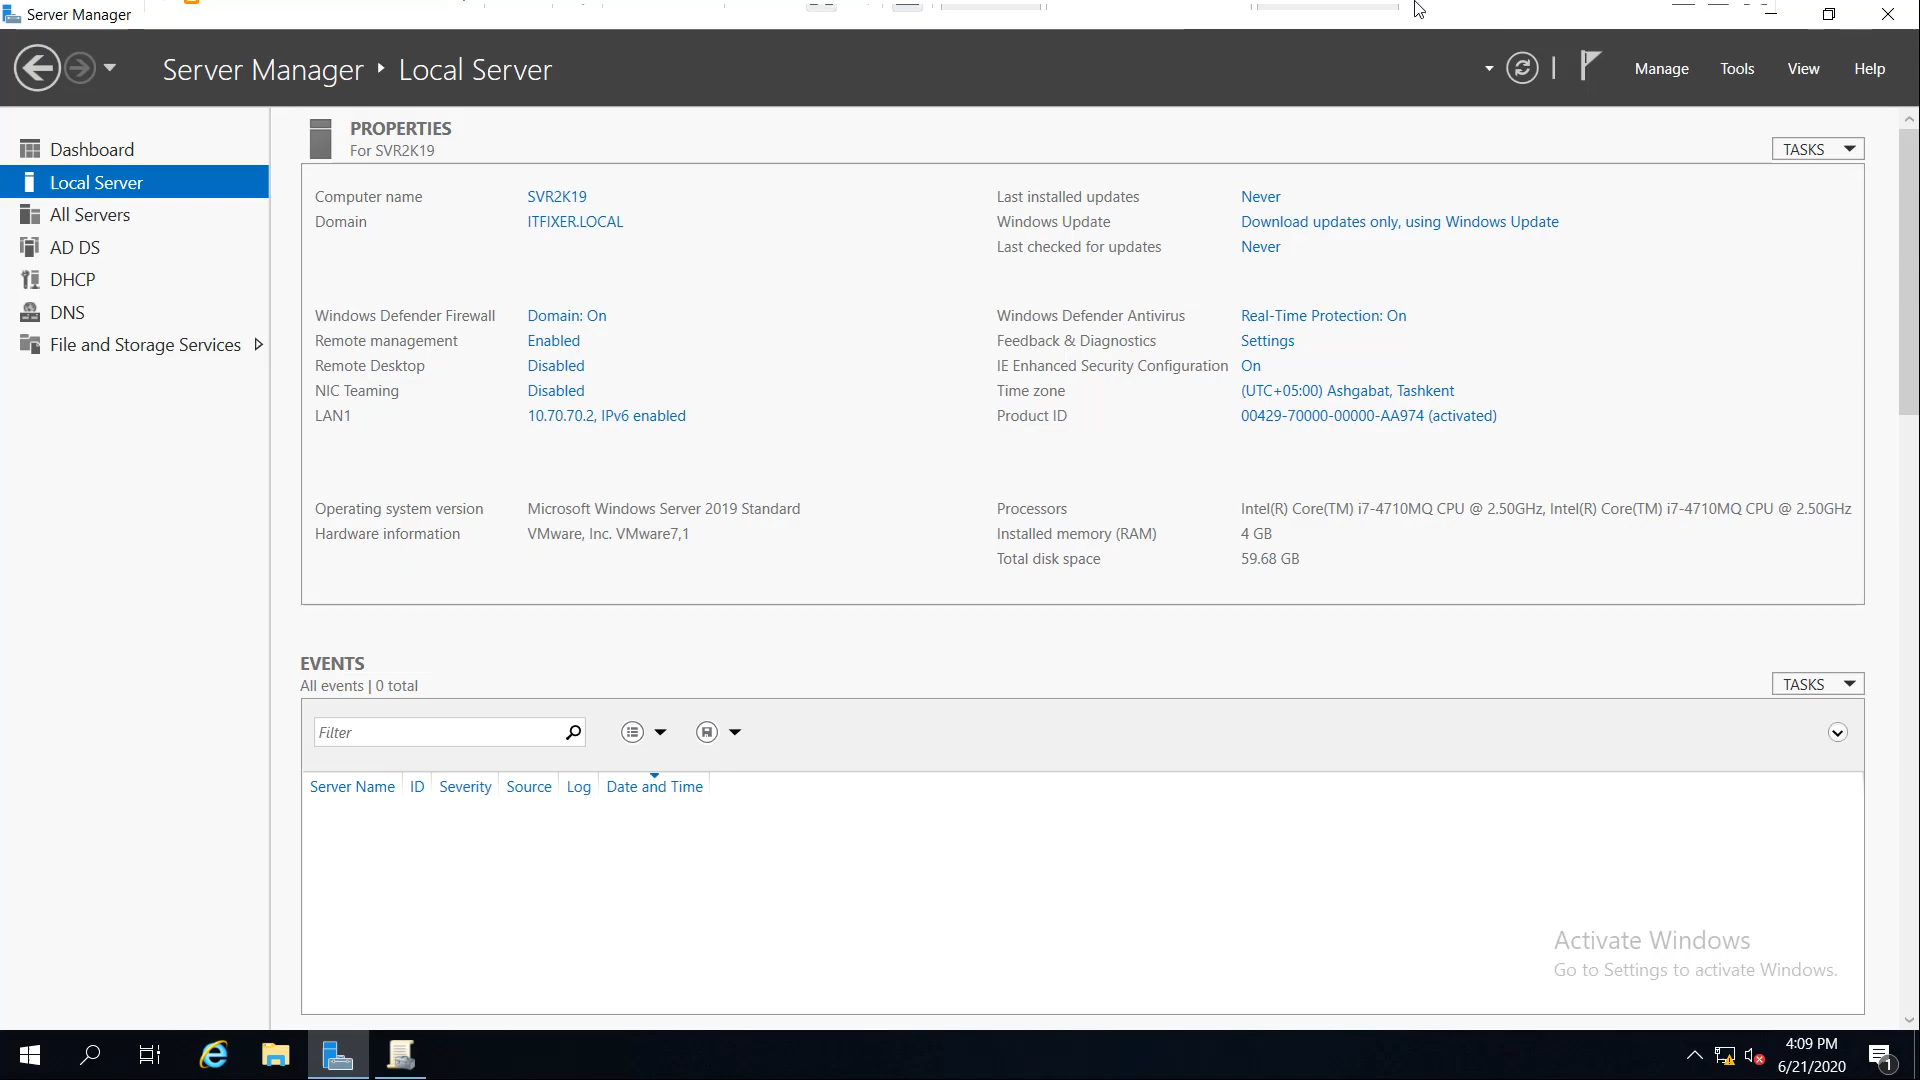 Server Manager
Server Manager ‣ Local Server
Manage Tools View Help
Dashboard
Local Server
All Servers
AD DS
DHCP
DNS
File and Storage Services
PROPERTIES
For SVR2K19
TASKS
Computer name SVR2K19
Domain ITFIXER.LOCAL
Last installed updates Never
Windows Update Download updates only, using Windows Update
Last checked for updates Never
Windows Defender Firewall Domain: On
Remote management Enabled
Remote Desktop Disabled
NIC Teaming Disabled
LAN1 10.70.70.2, IPv6 enabled
Windows Defender Antivirus Real-Time Protection: On
Feedback & Diagnostics Settings
IE Enhanced Security Configuration On
Time zone (UTC+05:00) Ashgabat, Tashkent
Product ID 00429-70000-00000-AA974 (activated)
Operating system version Microsoft Windows Server 2019 Standard
Hardware information VMware, Inc. VMware7,1
Processors Intel(R) Core(TM) i7-4710MQ CPU @ 2.50GHz, Intel(R) Core(TM) i7-4710MQ CPU @ 2.50GHz
Installed memory (RAM) 4 GB
Total disk space 59.68 GB
EVENTS
All events | 0 total
TASKS
Filter
Server Name ID Severity Source Log Date and Time
Activate Windows
Go to Settings to activate Windows.
4:09 PM
6/21/2020
1